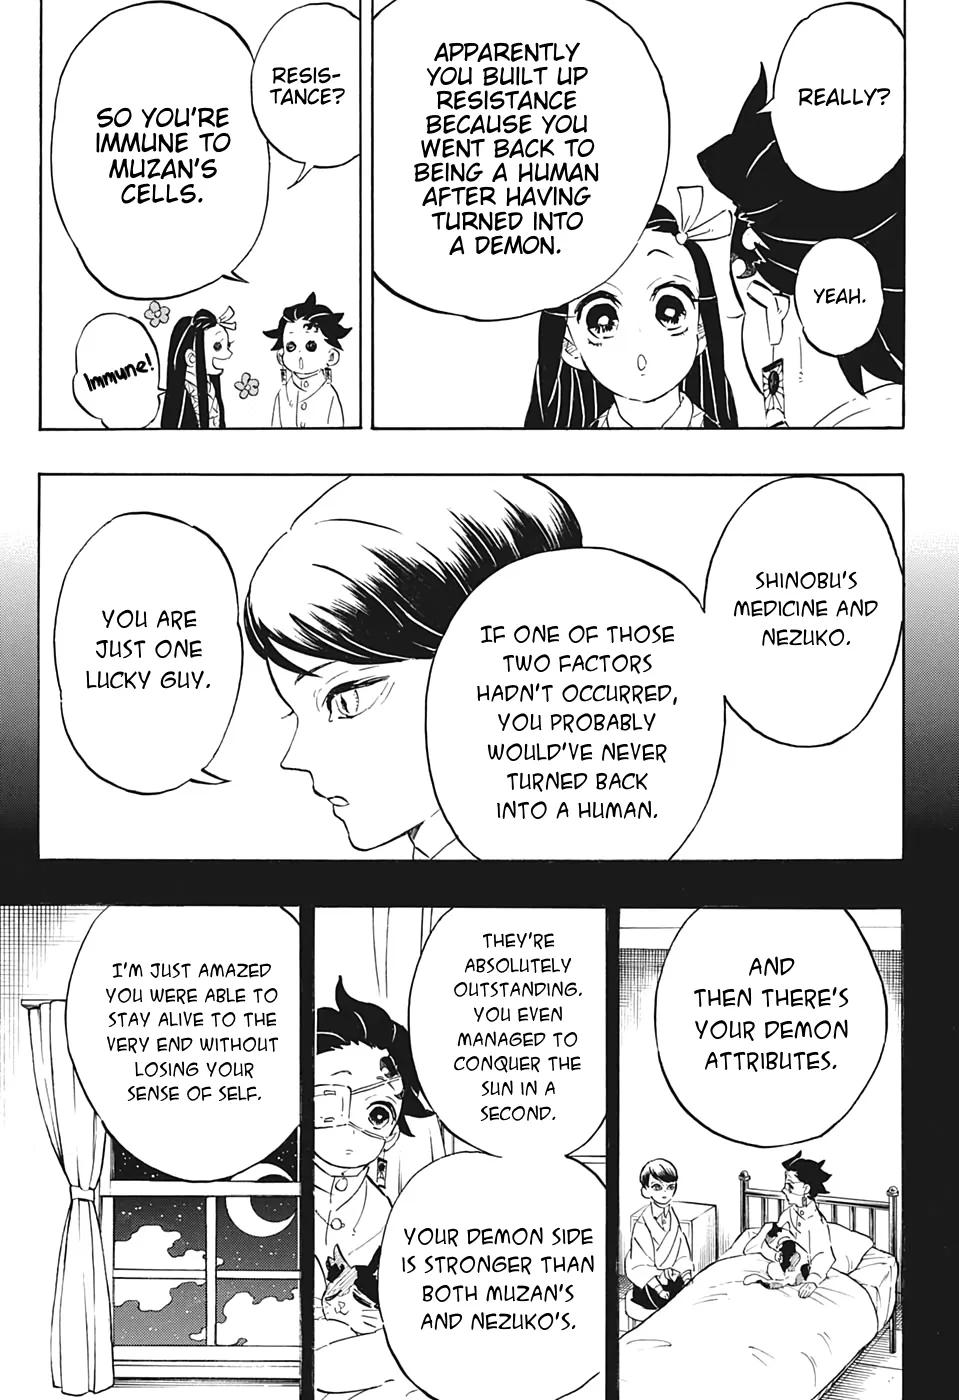 REALLY?
YEAH.
APPARENTLY
YOU BUILT UP
RESISTANCE
BECAUSE YOU
WENT BACK TO
BEING A HUMAN
AFTER HAVING
TURNED INTO
A DEMON.
RESIS-
TANCE?
SO YOU'RE
IMMUNE TO
MUZAN'S
CELLS.
Immune!
SHINOBU'S
MEDICINE AND
NEZUKO.
IF ONE OF THOSE
TWO FACTORS
HADN'T OCCURRED,
YOU PROBABLY
WOULD'VE NEVER
TURNED BACK
INTO A HUMAN.
YOU ARE
JUST ONE
LUCKY GUY.
AND
THEN THERE'S
YOUR DEMON
ATTRIBUTES.
THEY'RE
ABSOLUTELY
OUTSTANDING.
YOU EVEN
MANAGED TO
CONQUER THE
SUN IN A
SECOND.
YOUR DEMON SIDE
IS STRONGER THAN
BOTH MUZAN'S
AND NEZUKO'S.
I'M JUST AMAZED
YOU WERE ABLE TO
STAY ALIVE TO THE
VERY END WITHOUT
LOSING YOUR
SENSE OF SELF.